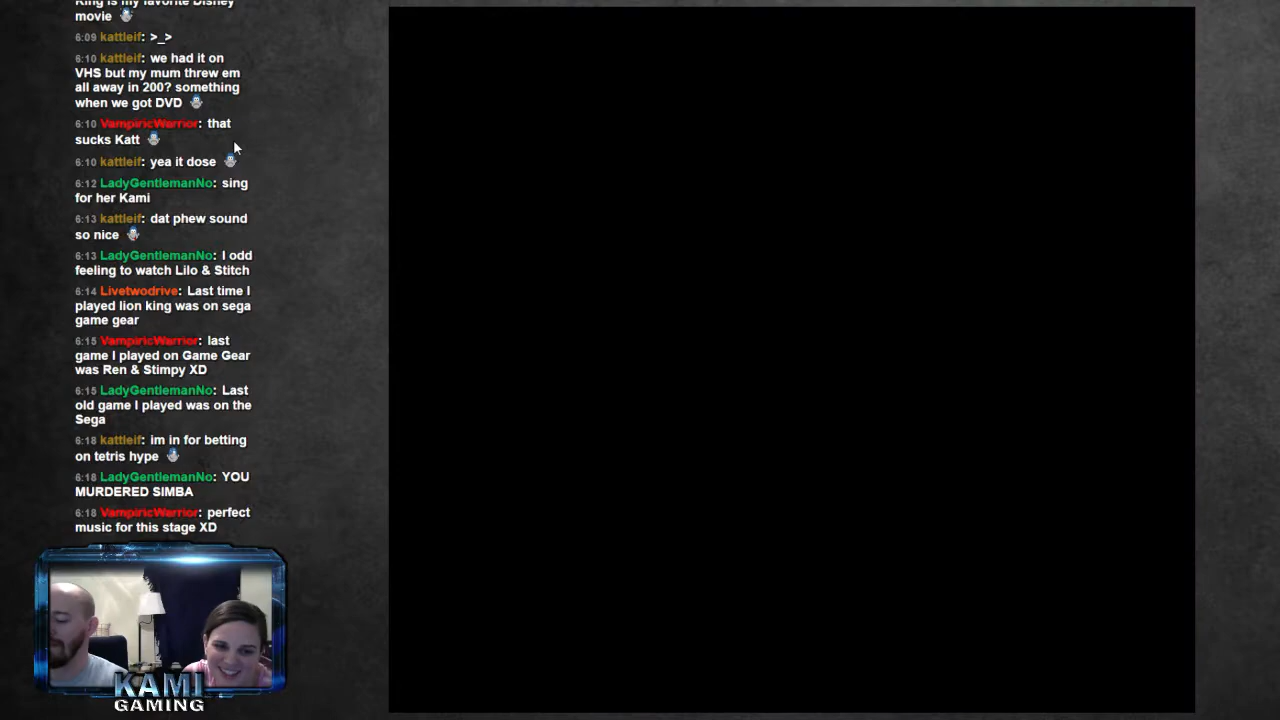 King is my favorite Disney
movie
6:09 kattleif: >_>
6:10 kattleif: we had it on
VHS but my mum threw em
all away in 200? something
when we got DVD
6:10 VampiricWarrior: that
sucks Katt
6:10 kattleif: yea it dose
6:12 LadyGentlemanNo: sing
for her Kami
6:13 kattleif: dat phew sound
so nice
6:13 LadyGentlemanNo: I odd
feeling to watch Lilo & Stitch
6:14 Livetwodrive: Last time I
played lion king was on sega
game gear
6:15 VampiricWarrior: last
game I played on Game Gear
was Ren & Stimpy XD
6:15 LadyGentlemanNo: Last
old game I played was on the
Sega
6:18 kattleif: im in for betting
on tetris hype
6:18 LadyGentlemanNo: YOU
MURDERED SIMBA
6:18 VampiricWarrior: perfect
music for this stage XD
KAMI
GAMING